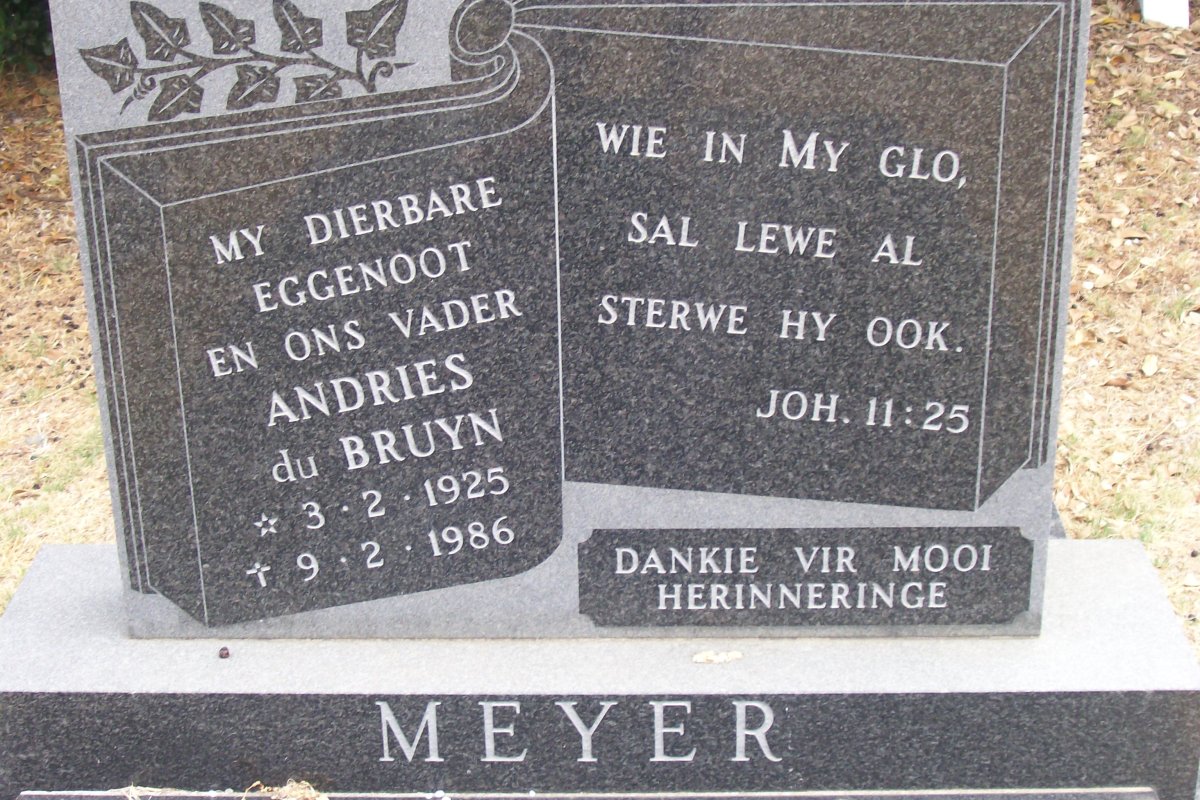 MY DIERBARE
EGGENOOT
EN ONS VADER
ANDRIES
du BRUYN
☆ 3 · 2 · 1925
✝ 9 · 2 · 1986
WIE IN MY GLO,
SAL LEWE AL
STERWE HY OOK.
JOH. 11:25
DANKIE VIR MOOI
HERINNERINGE
MEYER